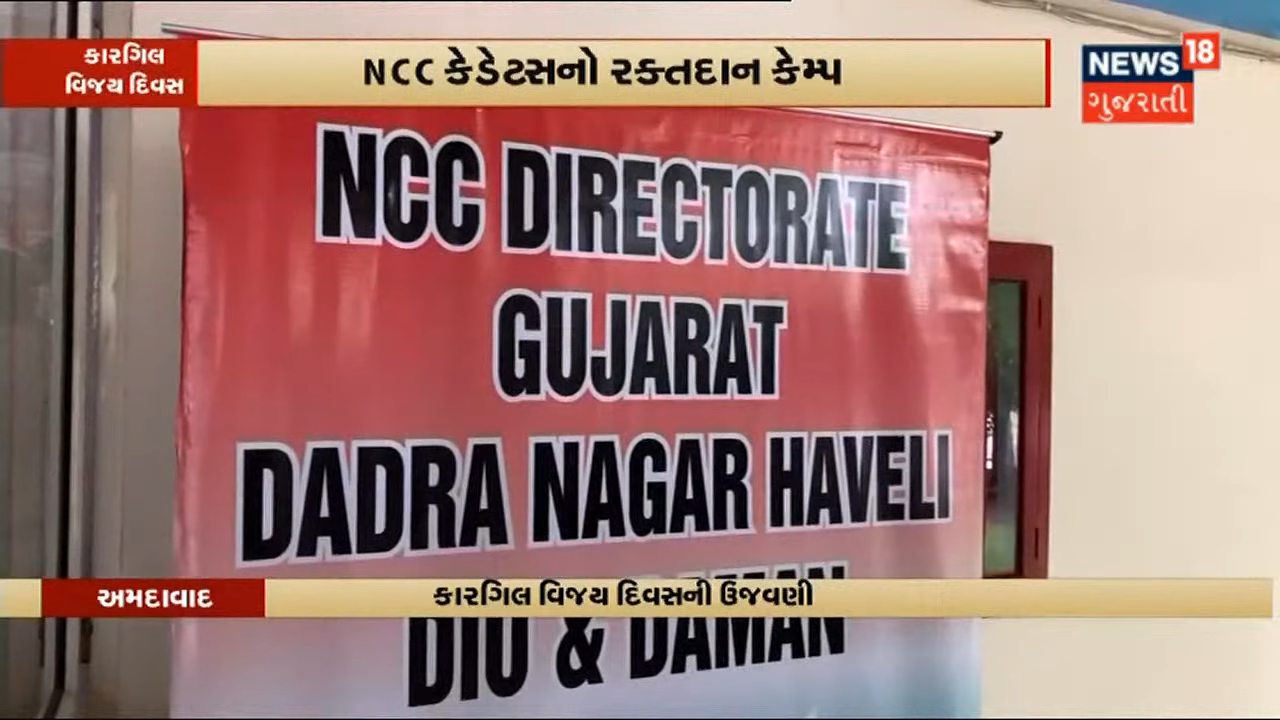 કારગિલ
વિજય દિવસ
NCC કેડેટસનો રક્તદાન કેમ્પ
NEWS 18
ગુજરાતી
NCC DIRECTORATE
GUJARAT
DADRA NAGAR HAVELI
DIU & DAMAN
અમદાવાદ
કારગિલ વિજય દિવસની ઉજવણી